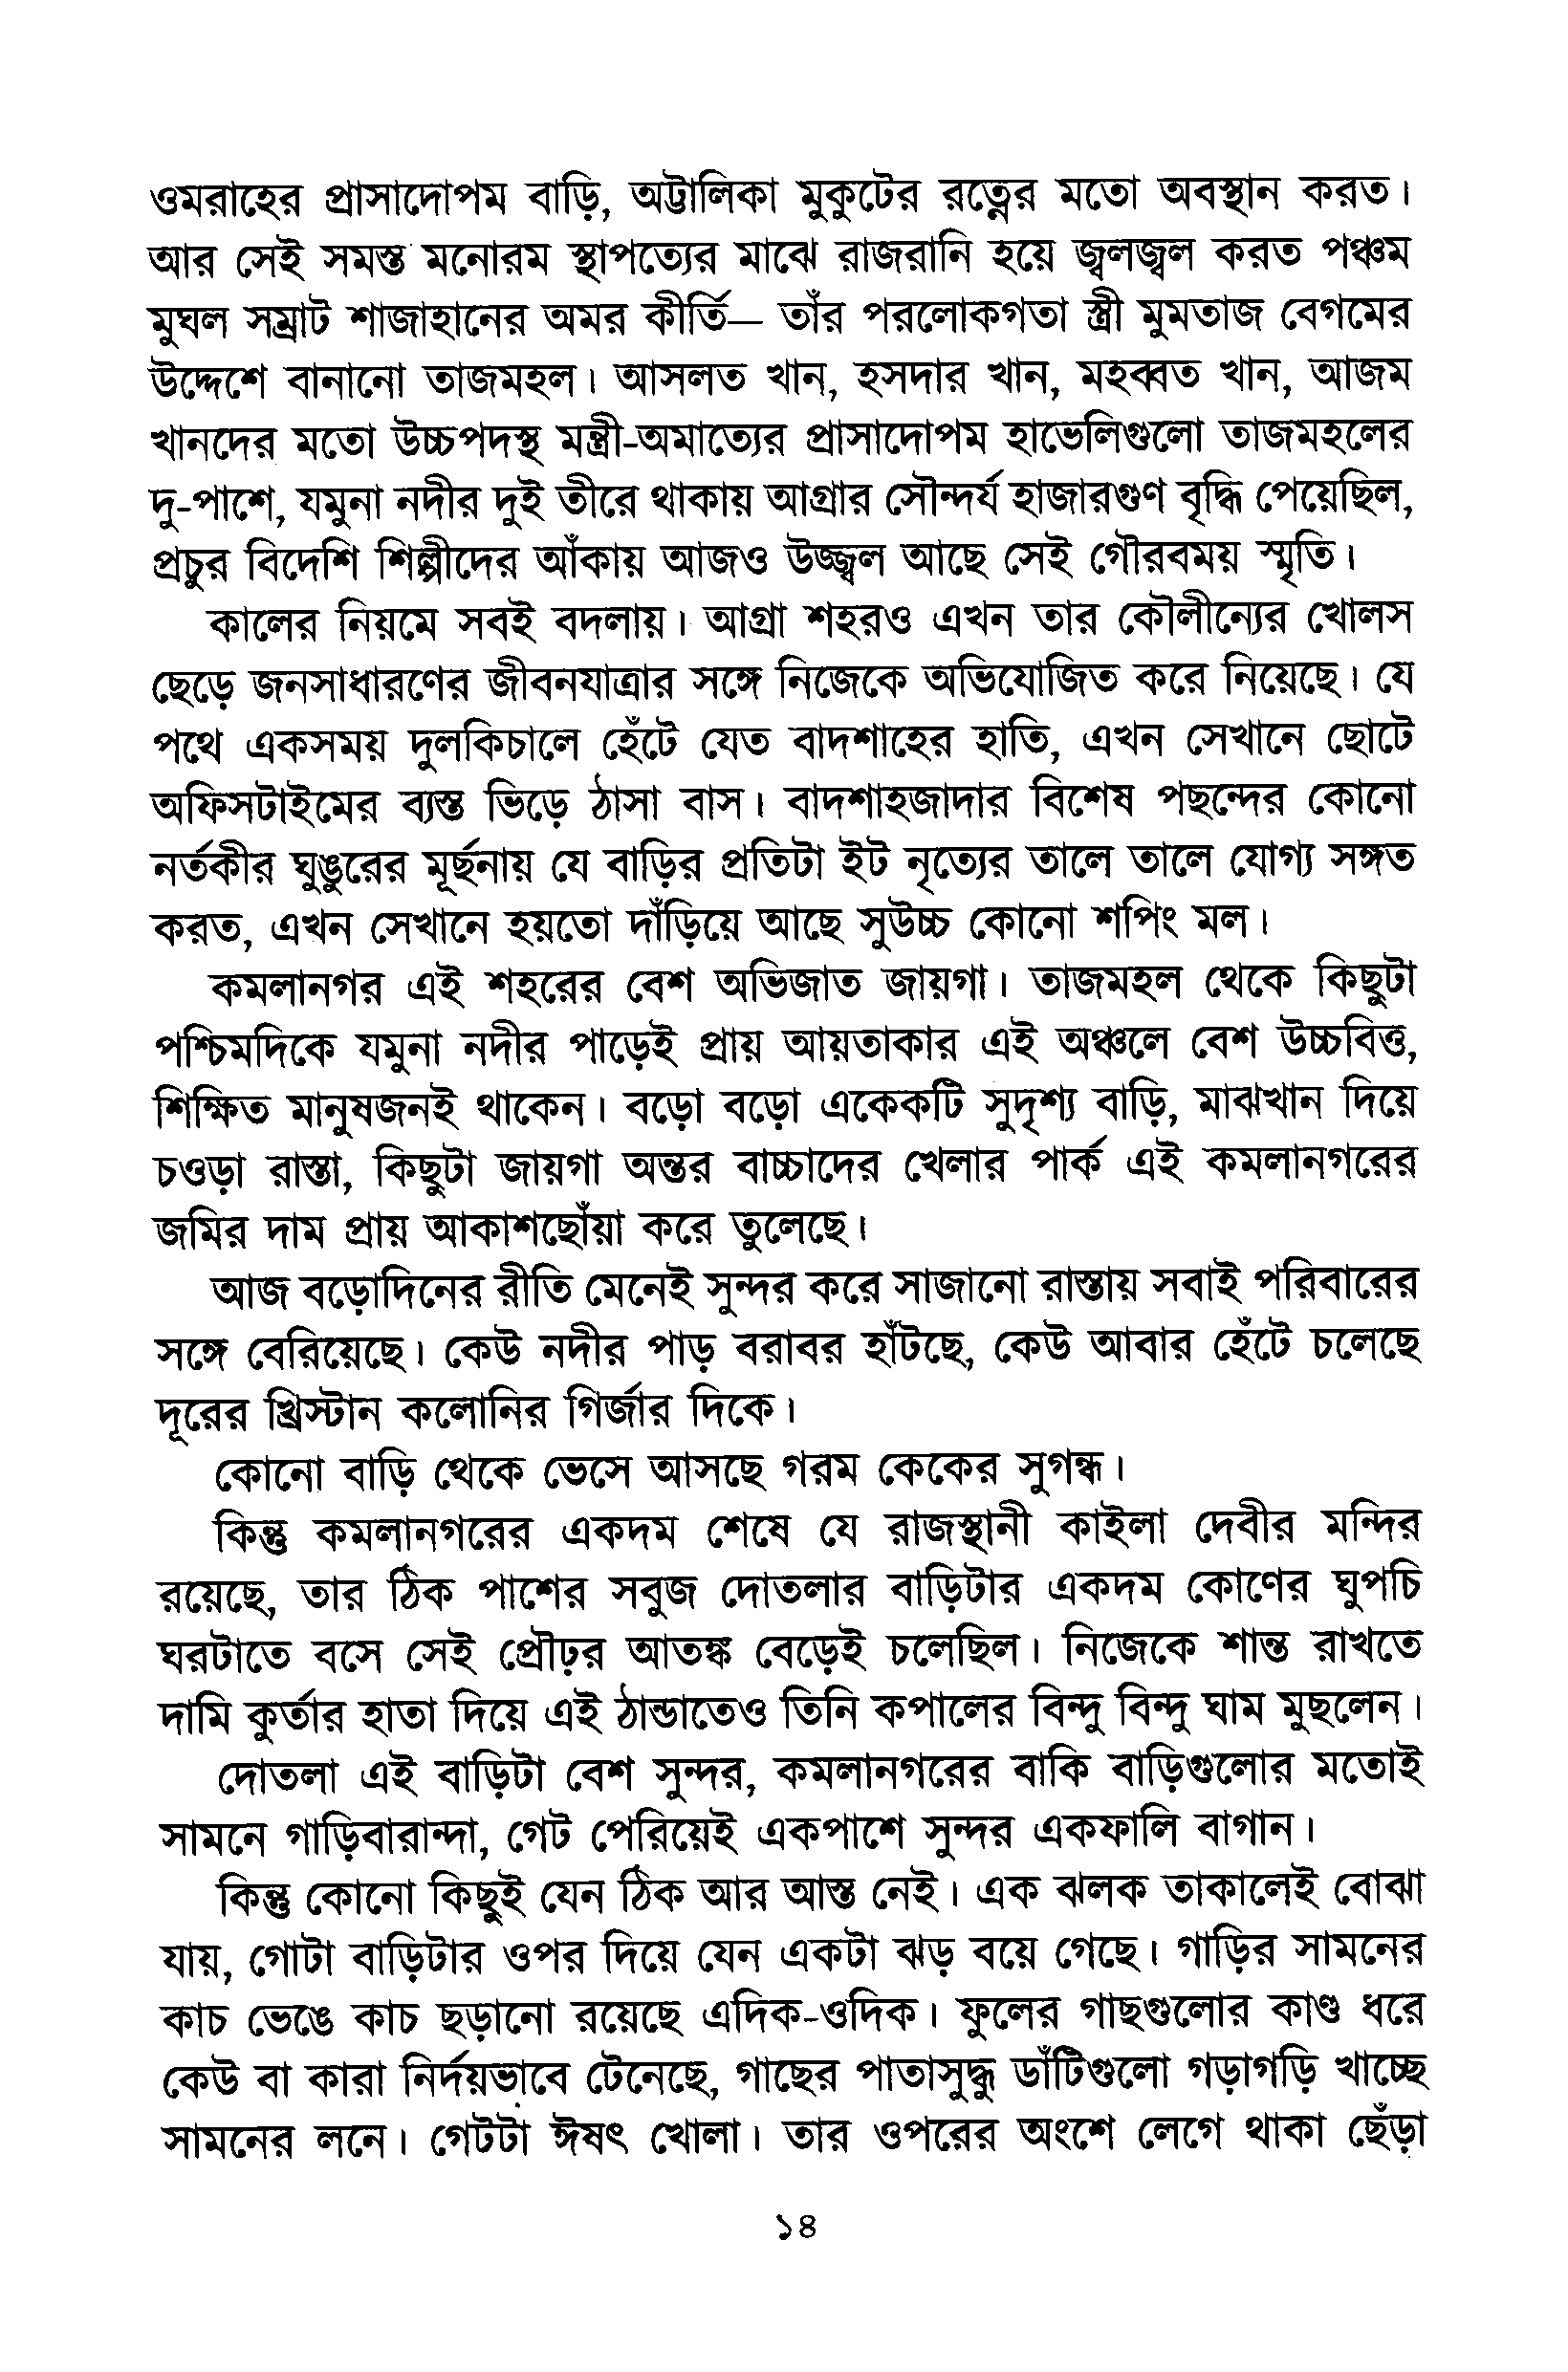 ওমরাহের প্রাসাদোপম বাড়ি, অট্টালিকা মুকুটের রত্নের মতো অবস্থান করত।
আর সেই সমস্ত মনোরম স্থাপত্যের মাঝে রাজরানি হয়ে জ্বলজ্বল করত পঞ্চম
মুঘল সম্রাট শাজাহানের অমর কীর্তি— তাঁর পরলোকগতা স্ত্রী মুমতাজ বেগমের
উদ্দেশে বানানো তাজমহল। আসলত খান, হসদার খান, মহব্বত খান, আজম
খানদের মতো উচ্চপদস্থ মন্ত্রী-অমাত্যের প্রাসাদোপম হাভেলিগুলো তাজমহলের
দু-পাশে, যমুনা নদীর দুই তীরে থাকায় আগ্রার সৌন্দর্য হাজারগুণ বৃদ্ধি পেয়েছিল,
প্রচুর বিদেশি শিল্পীদের আঁকায় আজও উজ্জ্বল আছে সেই গৌরবময় স্মৃতি।
কালের নিয়মে সবই বদলায়। আগ্রা শহরও এখন তার কৌলীন্যের খোলস
ছেড়ে জনসাধারণের জীবনযাত্রার সঙ্গে নিজেকে অভিযোজিত করে নিয়েছে। যে
পথে একসময় দুলকিচালে হেঁটে যেত বাদশাহের হাতি, এখন সেখানে ছোটে
অফিসটাইমের ব্যস্ত ভিড়ে ঠাসা বাস। বাদশাহজাদার বিশেষ পছন্দের কোনো
নর্তকীর ঘুঙুরের মূর্ছনায় যে বাড়ির প্রতিটা ইট নৃত্যের তালে তালে যোগ্য সঙ্গত
করত, এখন সেখানে হয়তো দাঁড়িয়ে আছে সুউচ্চ কোনো শপিং মল।
কমলানগর এই শহরের বেশ অভিজাত জায়গা। তাজমহল থেকে কিছুটা
পশ্চিমদিকে যমুনা নদীর পাড়েই প্রায় আয়তাকার এই অঞ্চলে বেশ উচ্চবিত্ত,
শিক্ষিত মানুষজনই থাকেন। বড়ো বড়ো একেকটি সুদৃশ্য বাড়ি, মাঝখান দিয়ে
চওড়া রাস্তা, কিছুটা জায়গা অন্তর বাচ্চাদের খেলার পার্ক এই কমলানগরের
জমির দাম প্রায় আকাশছোঁয়া করে তুলেছে।
আজ বড়োদিনের রীতি মেনেই সুন্দর করে সাজানো রাস্তায় সবাই পরিবারের
সঙ্গে বেরিয়েছে। কেউ নদীর পাড় বরাবর হাঁটছে, কেউ আবার হেঁটে চলেছে
দূরের খ্রিস্টান কলোনির গির্জার দিকে।
কোনো বাড়ি থেকে ভেসে আসছে গরম কেকের সুগন্ধ।
কিন্তু কমলানগরের একদম শেষে যে রাজস্থানী কাইলা দেবীর মন্দির
রয়েছে, তার ঠিক পাশের সবুজ দোতলার বাড়িটার একদম কোণের ঘুপচি
ঘরটাতে বসে সেই প্রৌঢ়র আতঙ্ক বেড়েই চলেছিল। নিজেকে শান্ত রাখতে
দামি কুর্তার হাতা দিয়ে এই ঠান্ডাতেও তিনি কপালের বিন্দু বিন্দু ঘাম মুছলেন।
দোতলা এই বাড়িটা বেশ সুন্দর, কমলানগরের বাকি বাড়িগুলোর মতোই
সামনে গাড়িবারান্দা, গেট পেরিয়েই একপাশে সুন্দর একফালি বাগান।
কিন্তু কোনো কিছুই যেন ঠিক আর আস্ত নেই। এক ঝলক তাকালেই বোঝা
যায়, গোটা বাড়িটার ওপর দিয়ে যেন একটা ঝড় বয়ে গেছে। গাড়ির সামনের
কাচ ভেঙে কাচ ছড়ানো রয়েছে এদিক-ওদিক। ফুলের গাছগুলোর কাণ্ড ধরে
কেউ বা কারা নির্দয়ভাবে টেনেছে, গাছের পাতাসুদ্ধু ডাঁটিগুলো গড়াগড়ি খাচ্ছে
সামনের লনে। গেটটা ঈষৎ খোলা। তার ওপরের অংশে লেগে থাকা ছেঁড়া
১৪